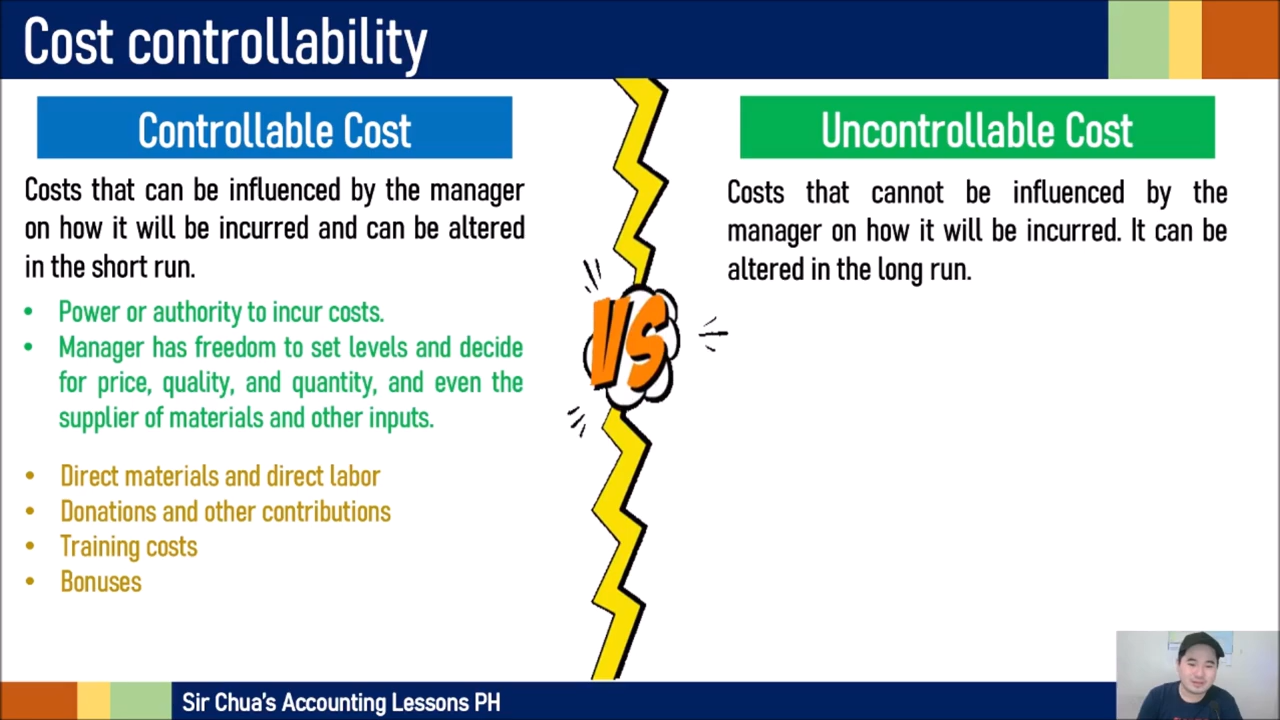 Cost controllability
Controllable Cost
Costs that can be influenced by the manager
on how it will be incurred and can be altered
in the short run.
• Power or authority to incur costs.
• Manager has freedom to set levels and decide
for price, quality, and quantity, and even the
supplier of materials and other inputs.
• Direct materials and direct labor
• Donations and other contributions
• Training costs
• Bonuses
VS
Uncontrollable Cost
Costs that cannot be influenced by the
manager on how it will be incurred. It can be
altered in the long run.
Sir Chua's Accounting Lessons PH